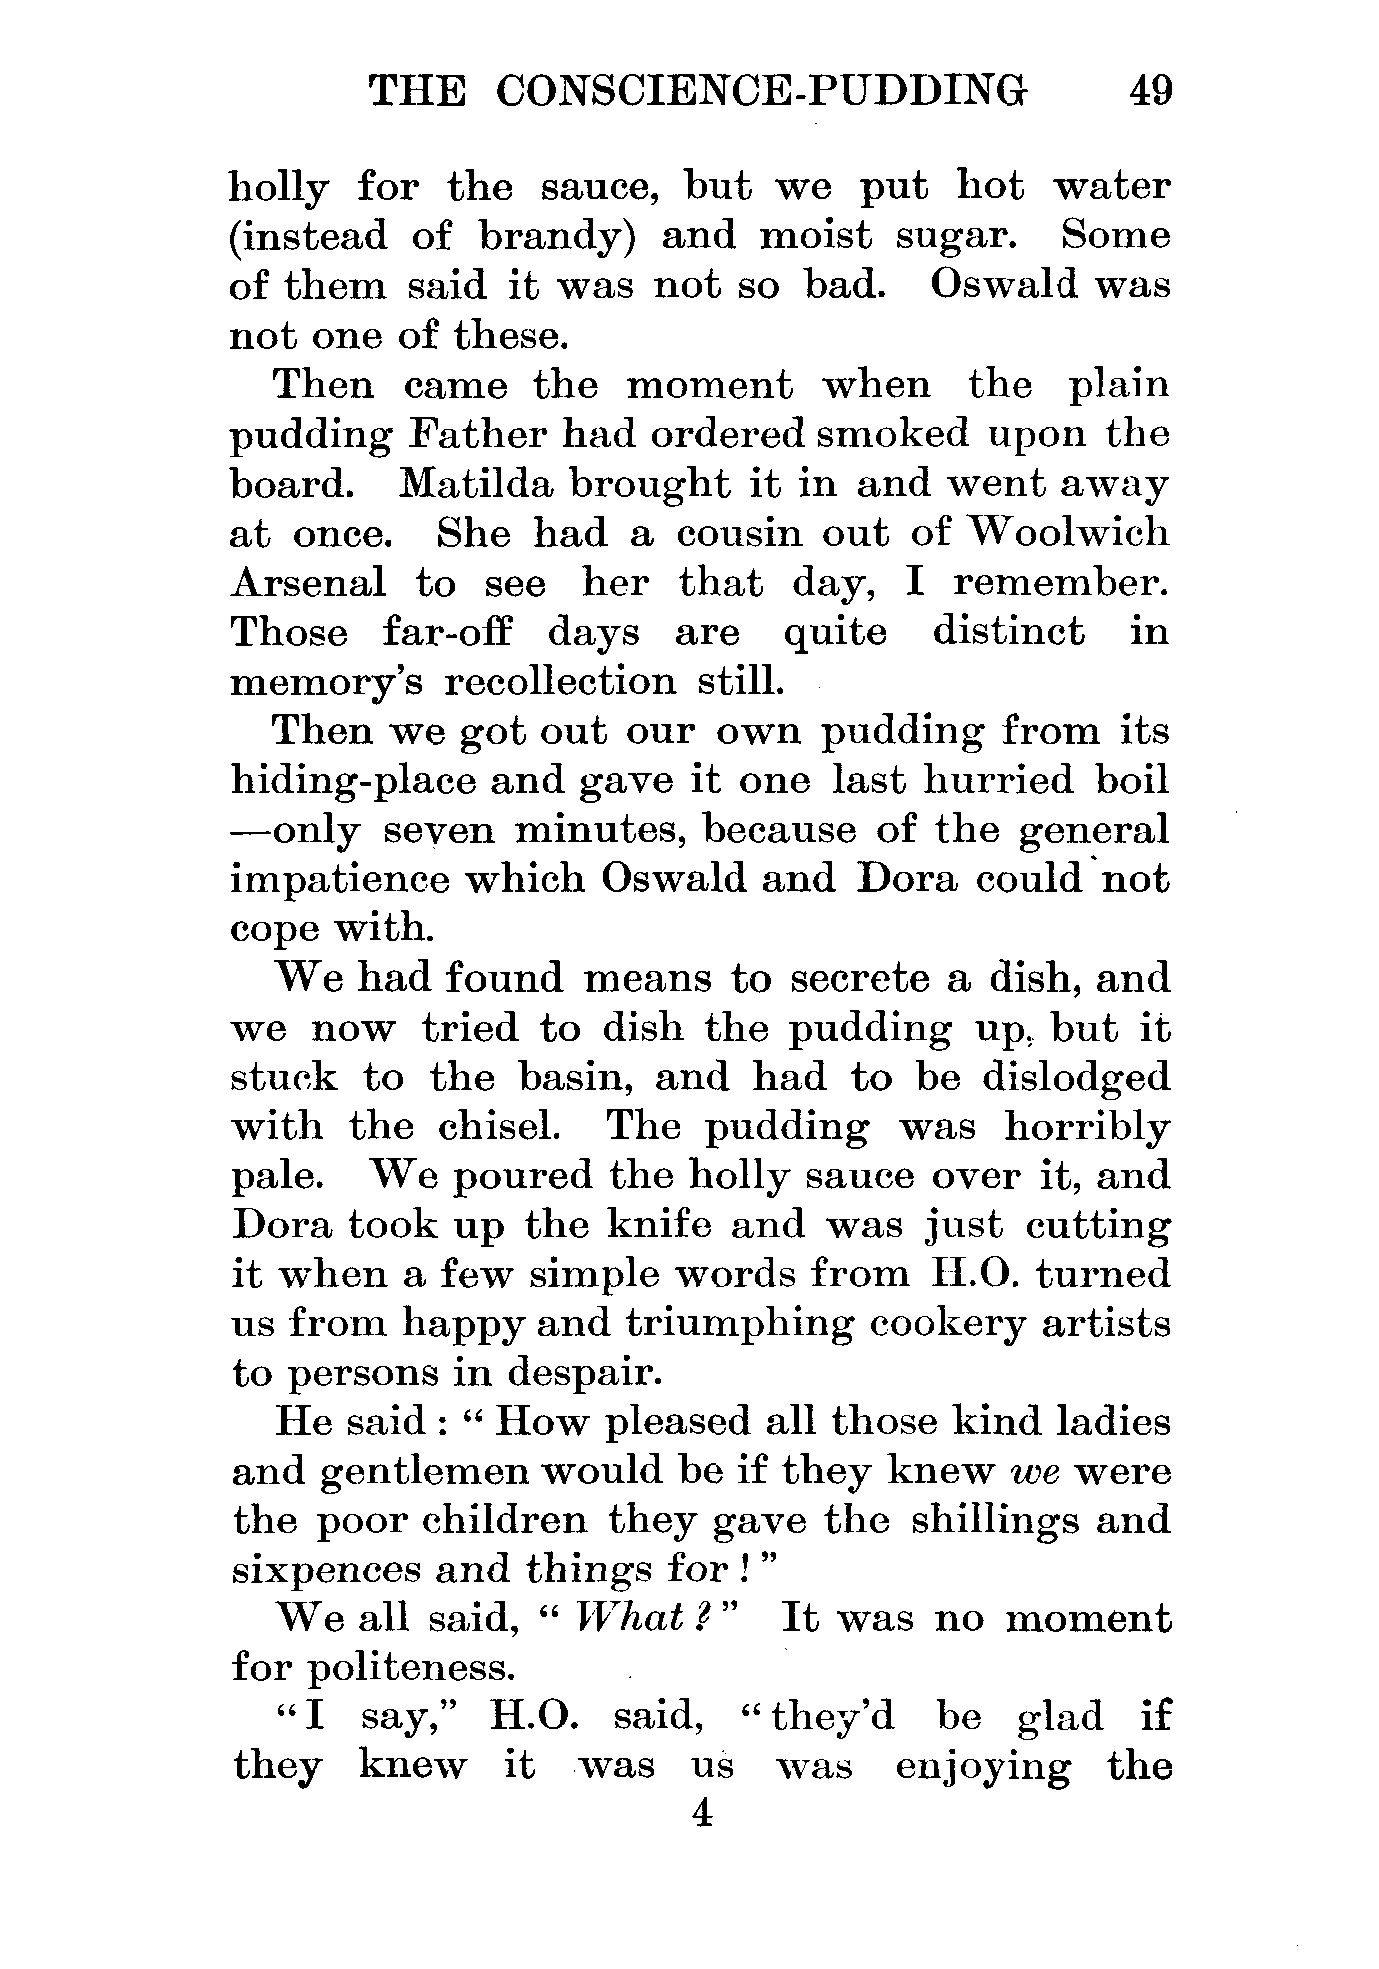 THE CONSCIENCE-PUDDING 49
holly for the sauce, but we put hot water
(instead of brandy) and moist sugar. Some
of them said it was not so bad. Oswald was
not one of these.
Then came the moment when the plain
pudding Father had ordered smoked upon the
board. Matilda brought it in and went away
at once. She had a cousin out of Woolwich
Arsenal to see her that day, I remember.
Those far-off days are quite distinct in
memory's recollection still.
Then we got out our own pudding from its
hiding-place and gave it one last hurried boil
—only seven minutes, because of the general
impatience which Oswald and Dora could not
cope with.
We had found means to secrete a dish, and
we now tried to dish the pudding up, but it
stuck to the basin, and had to be dislodged
with the chisel. The pudding was horribly
pale. We poured the holly sauce over it, and
Dora took up the knife and was just cutting
it when a few simple words from H.O. turned
us from happy and triumphing cookery artists
to persons in despair.
He said: "How pleased all those kind ladies
and gentlemen would be if they knew we were
the poor children they gave the shillings and
sixpences and things for!"
We all said, "What?" It was no moment
for politeness.
"I say," H.O. said, "they'd be glad if
they knew it was us was enjoying the
4